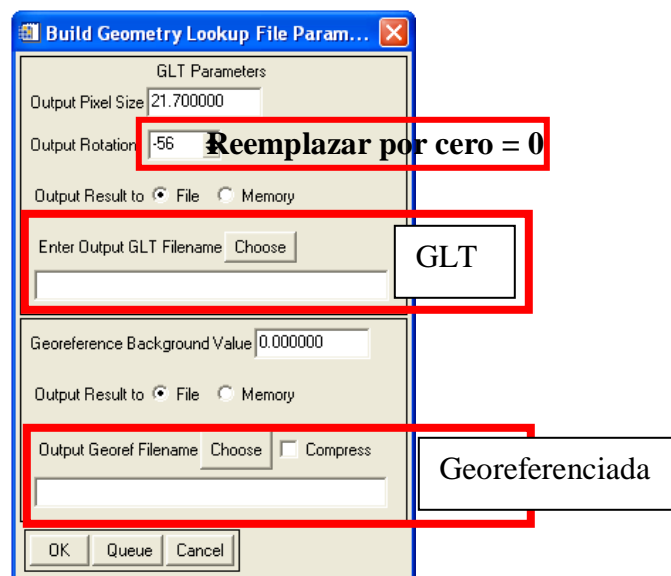 Build Geometry Lookup File Param...
GLT Parameters
Output Pixel Size 21.700000
Output Rotation -56 Reemplazar por cero = 0
Output Result to File Memory
Enter Output GLT Filename Choose
GLT
Georeference Background Value 0.000000
Output Result to File Memory
Output Georef Filename Choose Compress
Georeferenciada
OK Queue Cancel